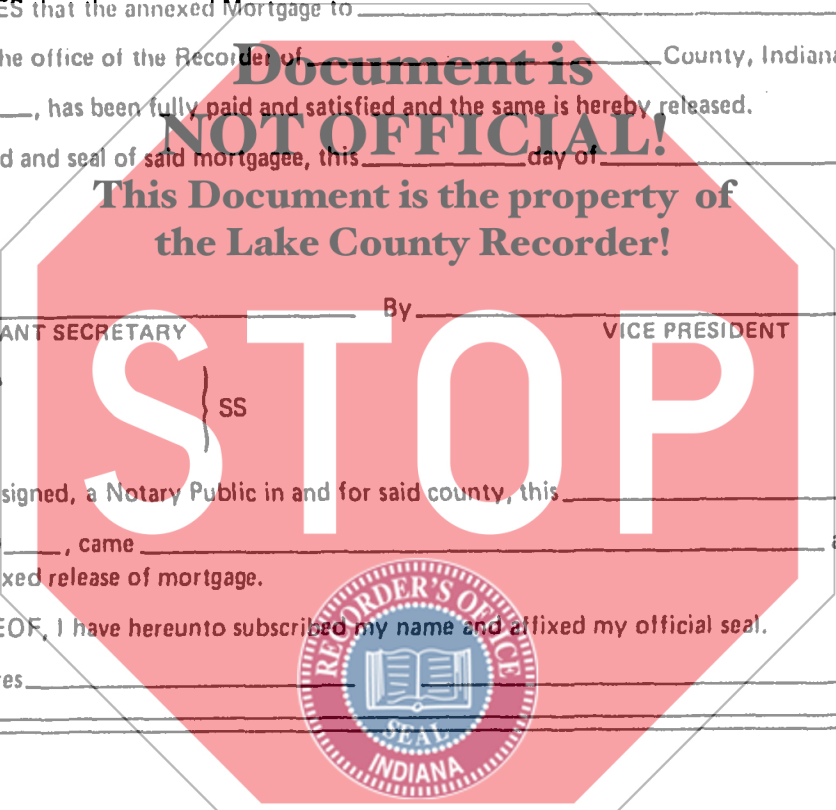 ES that the annexed Mortgage to
he office of the Recorder of County, Indiana
Document is
, has been fully paid and satisfied and the same is hereby released.
NOT OFFICIAL!
d and seal of said mortgagee, this day of
This Document is the property of
the Lake County Recorder!
By
ANT SECRETARY VICE PRESIDENT
STOP
SS
signed, a Notary Public in and for said county, this
, came a
xed release of mortgage.
EOF, I have hereunto subscribed my name and affixed my official seal.
es
RECORDER'S OFFICE
SEAL
INDIANA